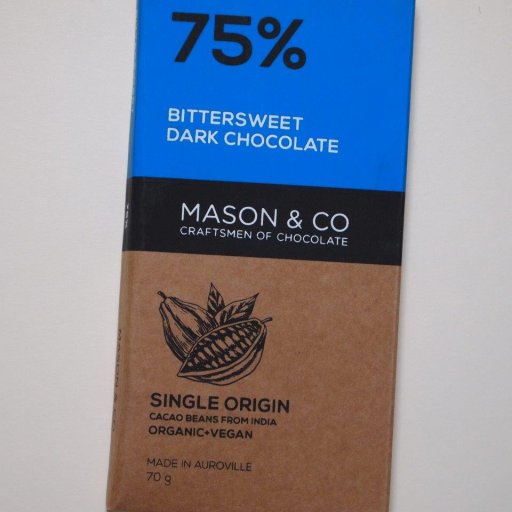 75%
BITTERSWEET
DARK CHOCOLATE
MASON & CO
CRAFTSMEN OF CHOCOLATE
SINGLE ORIGIN
CACAO BEANS FROM INDIA
ORGANIC+VEGAN
MADE IN AUROVILLE
70 g